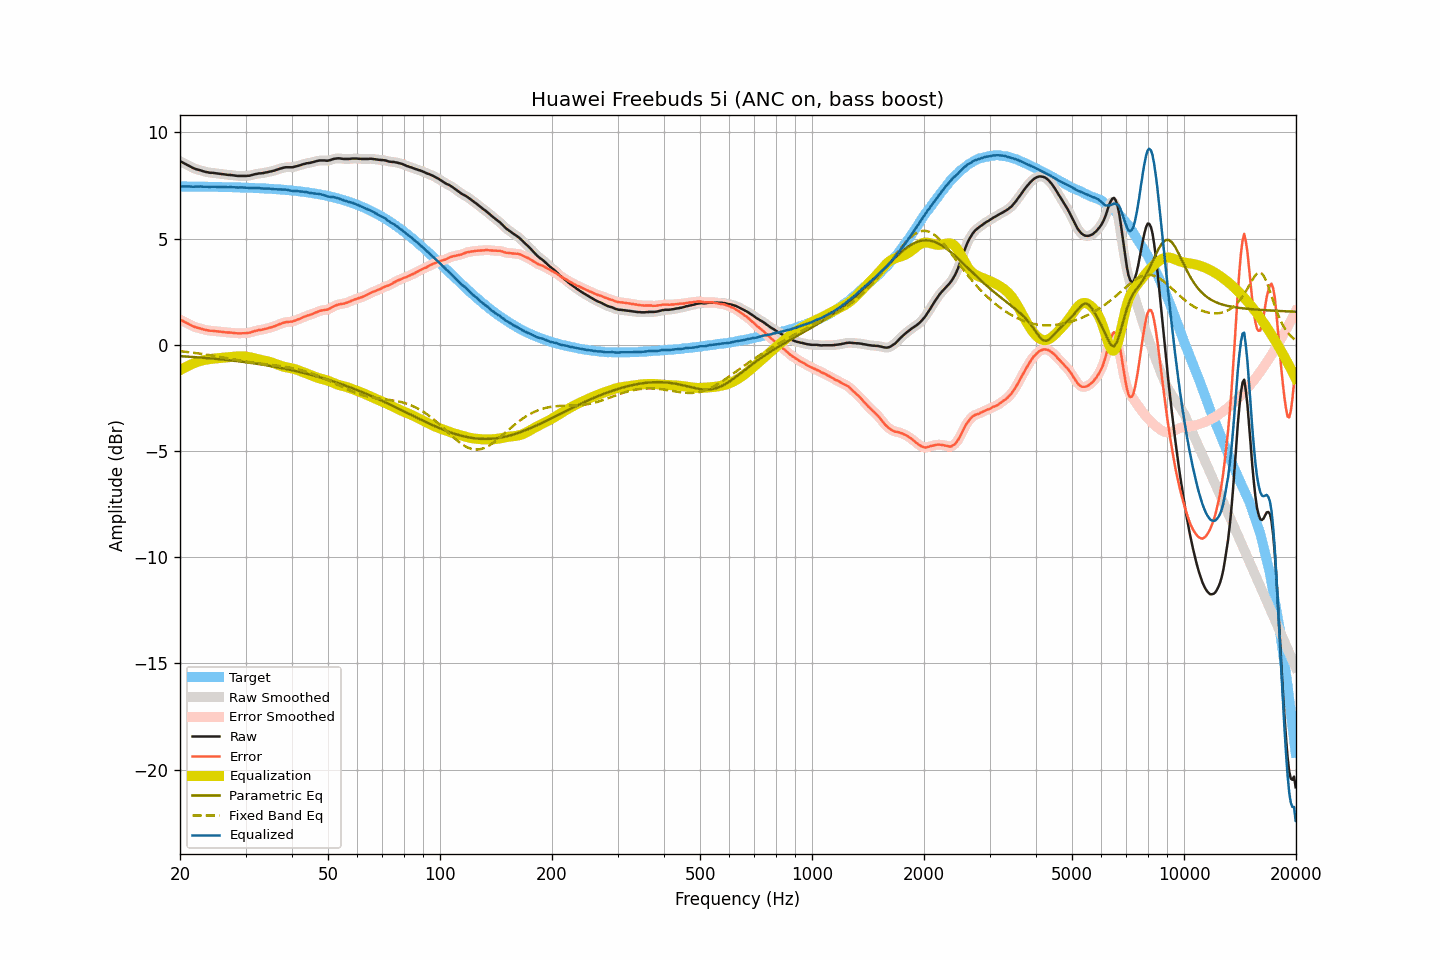 Huawei Freebuds 5i (ANC on, bass boost)
10
5
0
−5
−10
−15
−20
Amplitude (dBr)
Target
Raw Smoothed
Error Smoothed
Raw
Error
Equalization
Parametric Eq
Fixed Band Eq
Equalized
20 50 100 200 500 1000 2000 5000 10000 20000
Frequency (Hz)